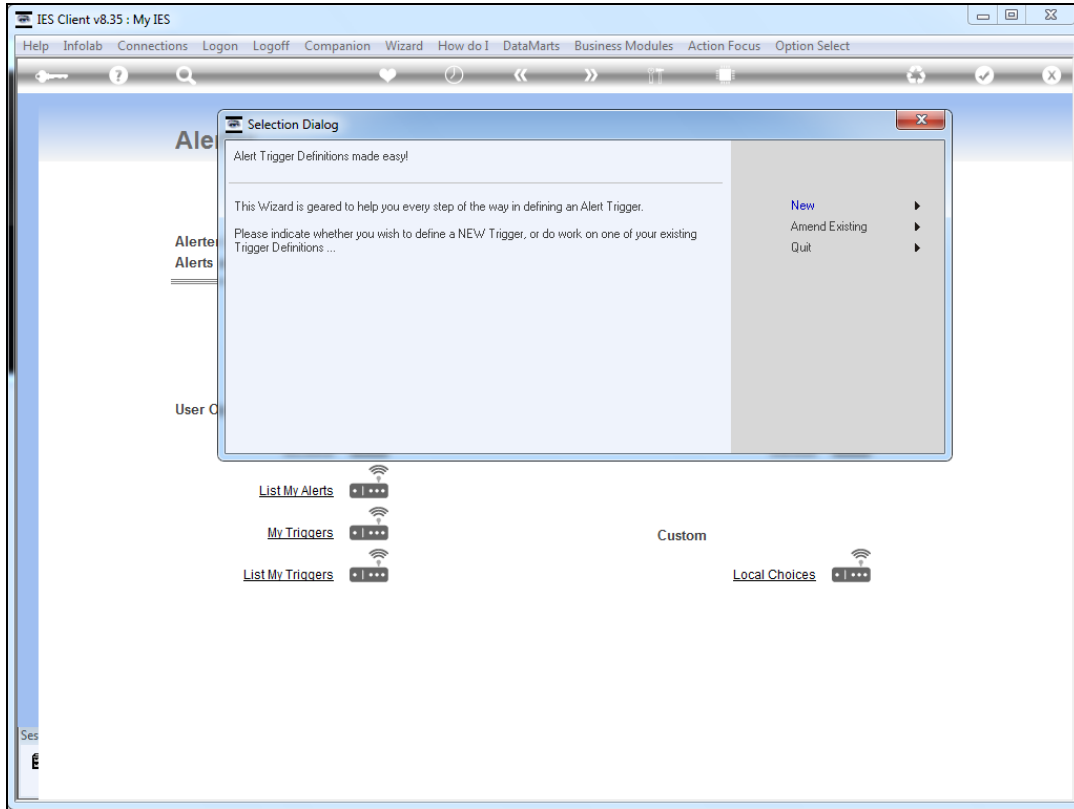 IES Client v8.35 : My IES
Help Infolab Connections Logon Logoff Companion Wizard How do I DataMarts Business Modules Action Focus Option Select
Selection Dialog
Alert Trigger Definitions made easy!
This Wizard is geared to help you every step of the way in defining an Alert Trigger.
Please indicate whether you wish to define a NEW Trigger, or do work on one of your existing
Trigger Definitions ...
New
Amend Existing
Quit
Alerts
List My Alerts
My Triggers
Custom
List My Triggers
Local Choices